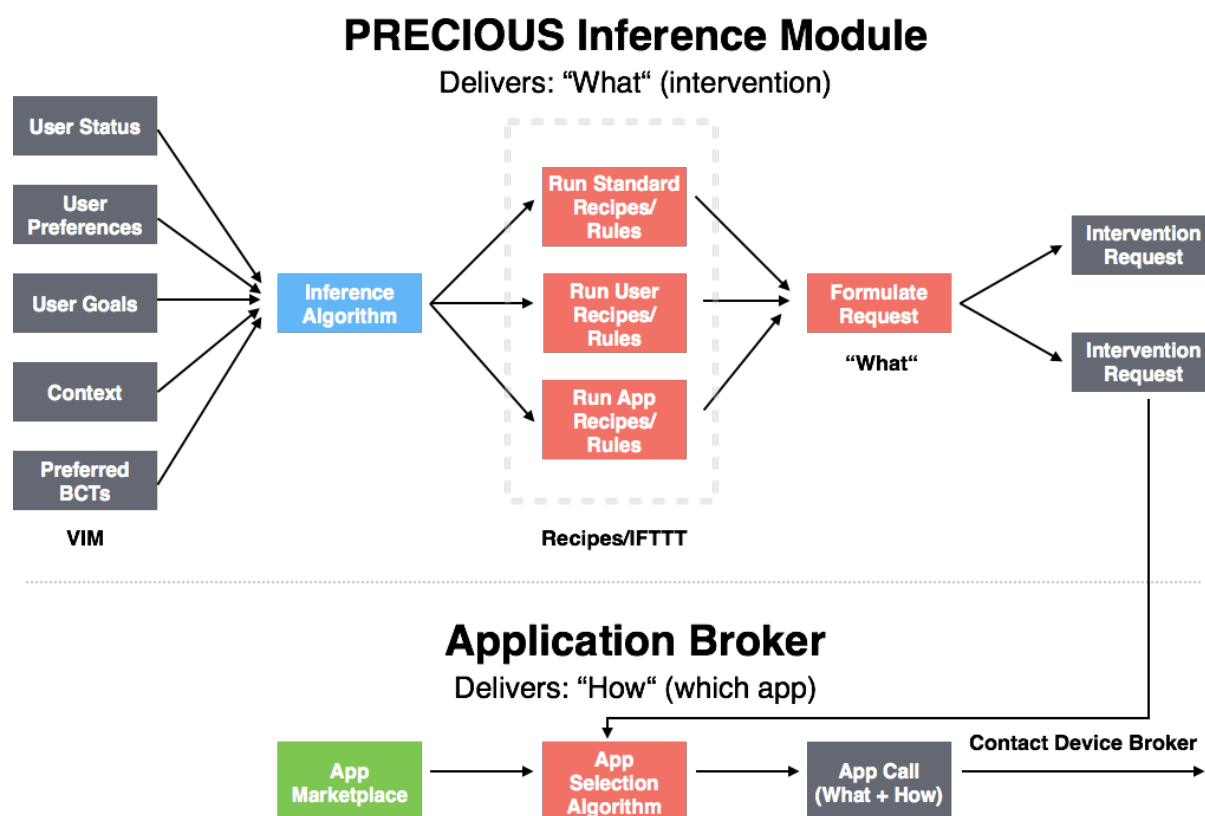 PRECIOUS Inference Module
Delivers: “What“ (intervention)
User Status
User
Preferences
User Goals
Context
Preferred
BCTs
VIM
Inference
Algorithm
Run Standard
Recipes/
Rules
Run User
Recipes/
Rules
Run App
Recipes/
Rules
Recipes/IFTTT
Formulate
Request
“What“
Intervention
Request
Intervention
Request
Application Broker
Delivers: “How“ (which app)
App
Marketplace
App
Selection
Algorithm
App Call
(What + How)
Contact Device Broker